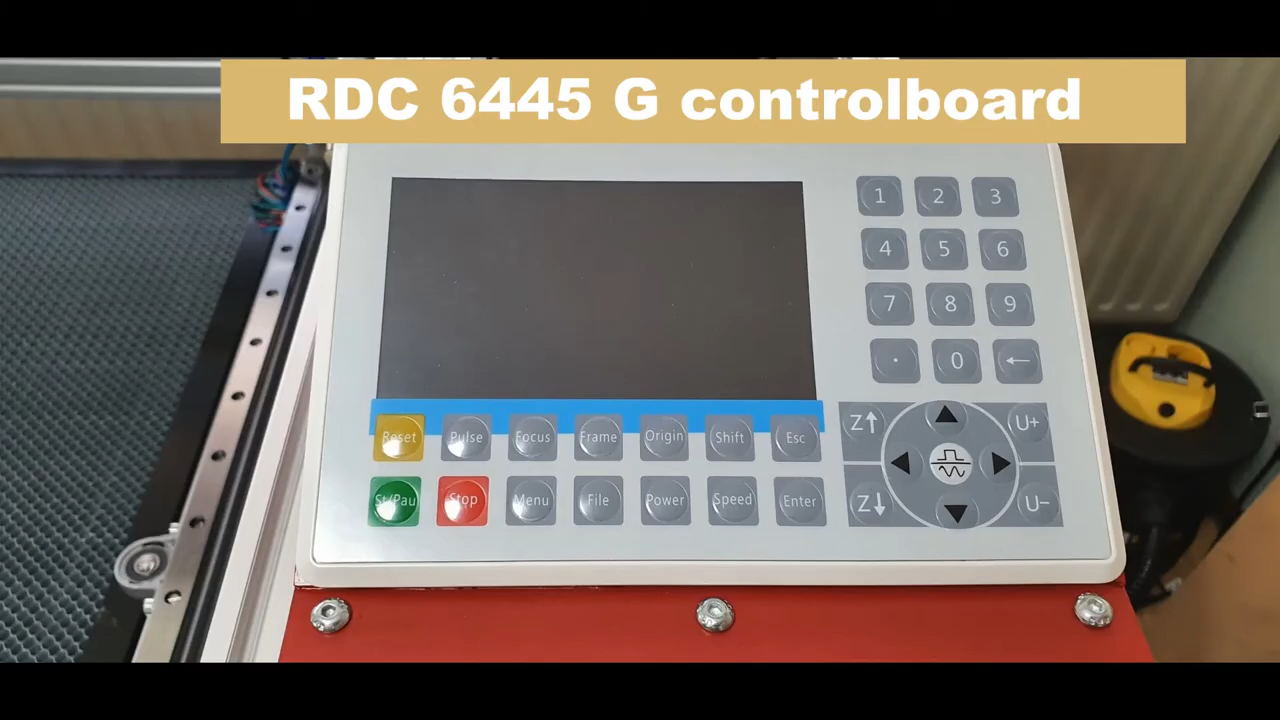 RDC 6445 G controlboard
1 2 3
4 5 6
7 8 9
. 0 ←
Reset Pulse Focus Frame Origin Shift Esc
Z↑ U+
St/Pau Stop Menu File Power Speed Enter
Z↓ U-